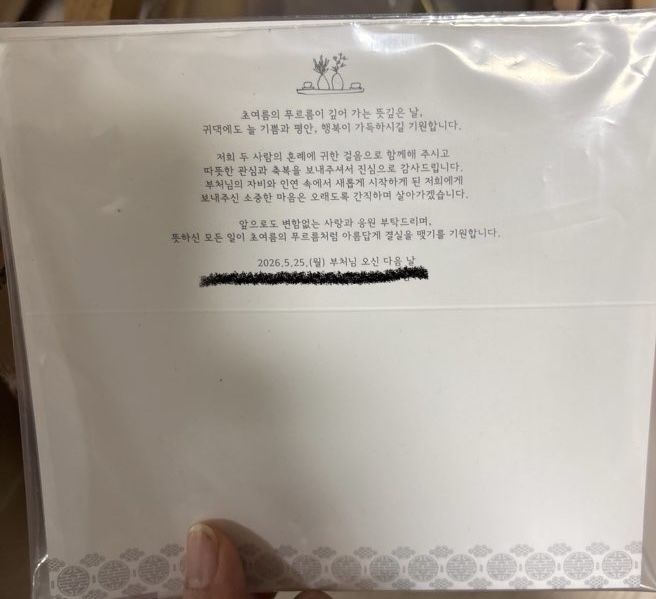 초여름의 푸르름이 깊어 가는 뜻깊은 날,
귀댁에도 늘 기쁨과 평안, 행복이 가득하시길 기원합니다.
저희 두 사람의 혼례에 귀한 걸음으로 함께해 주시고
따뜻한 관심과 축복을 보내주셔서 진심으로 감사드립니다.
부처님의 자비와 인연 속에서 새롭게 시작하게 된 저희에게
보내주신 소중한 마음은 오래도록 간직하며 살아가겠습니다.
앞으로도 변함없는 사랑과 응원 부탁드리며,
뜻하신 모든 일이 초여름의 푸르름처럼 아름답게 결실을 맺기를 기원합니다.
2026.5.25.(월) 부처님 오신 다음 날